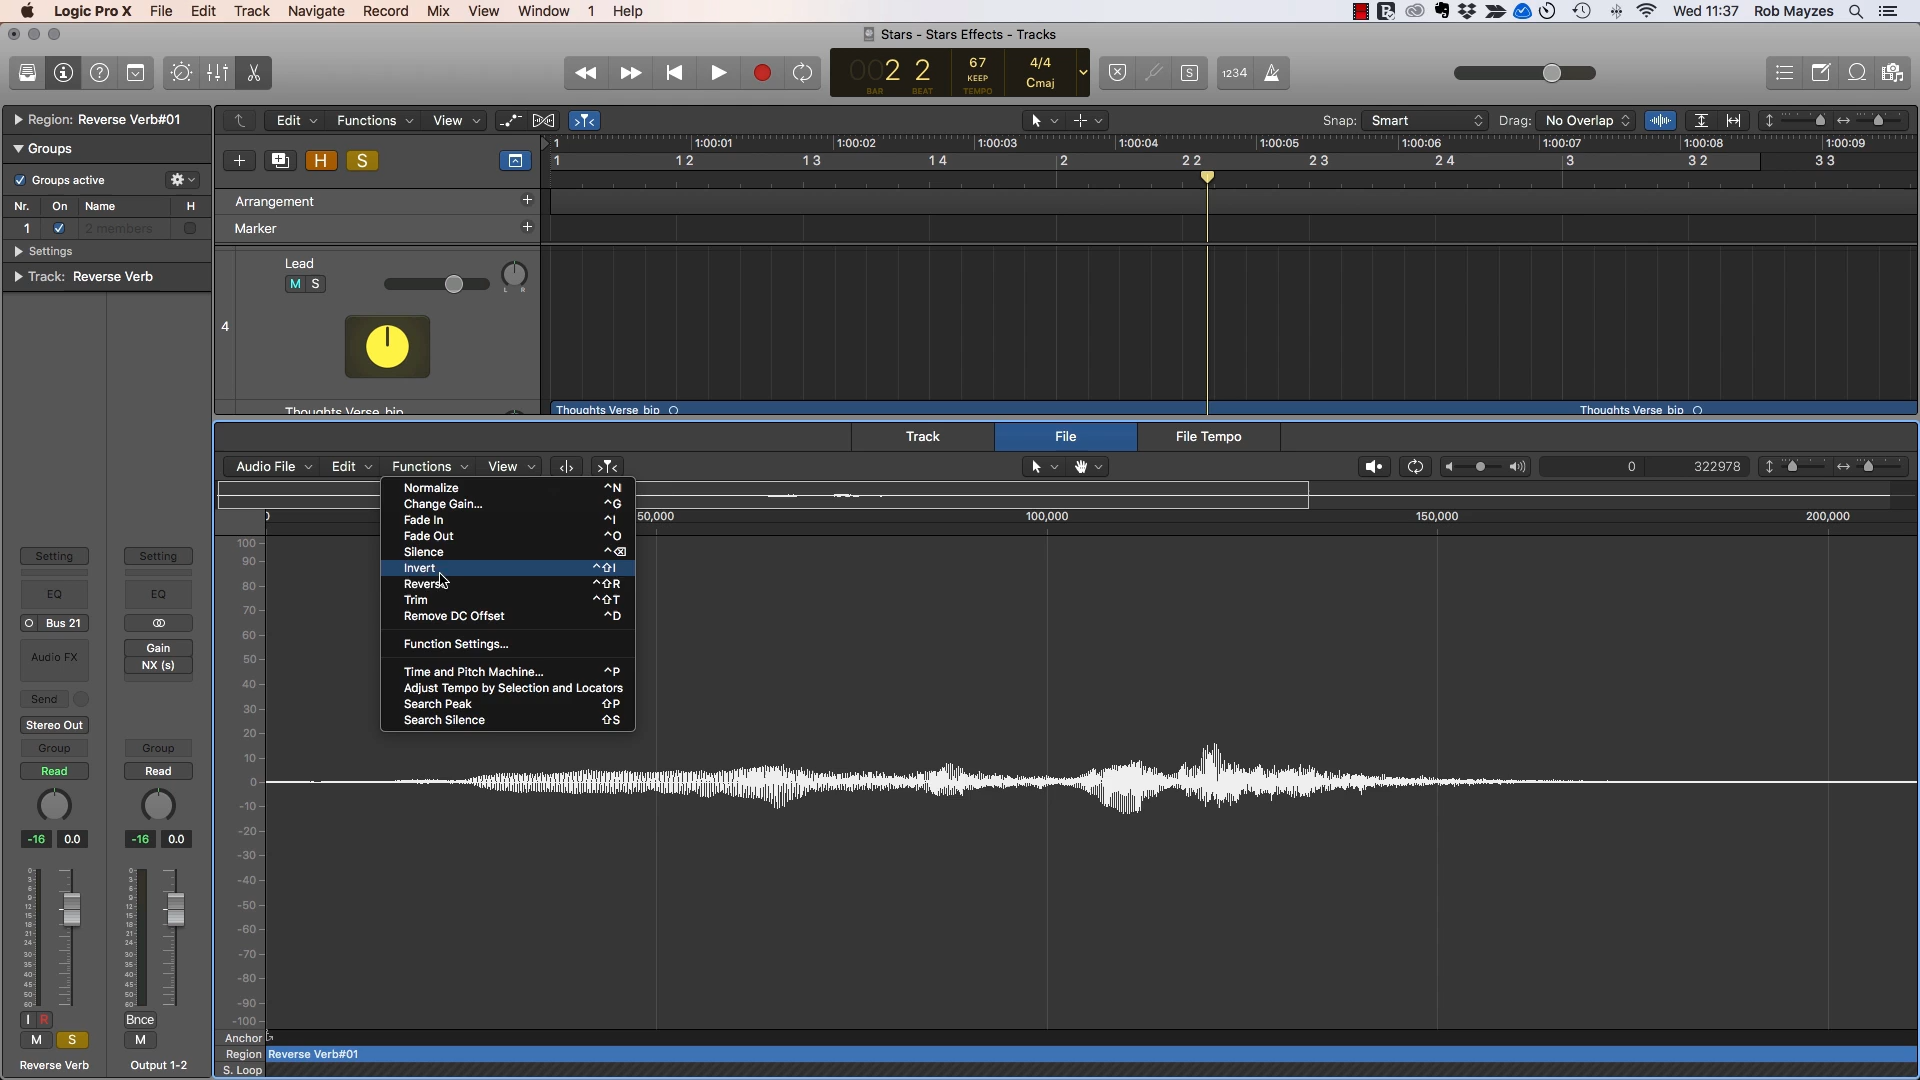 Logic Pro X File Edit Track Navigate Record Mix View Window 1 Help Wed 11:37 Rob Mayzes
Stars - Stars Effects - Tracks
002 2 67 4/4
KEEP Cmaj
BAR BEAT TEMPO
S 1234
Region: Reverse Verb#01
Edit Functions View Snap: Smart Drag: No Overlap
Groups
1 1:00:01 1:00:02 1:00:03 1:00:04 1:00:05 1:00:06 1:00:07 1:00:08 1:00:09
H S
1 1 2 1 3 1 4 2 2 2 2 3 2 4 3 3 2 3 3
Groups active
Nr. On Name H
1 2 members
Settings
Track: Reverse Verb
Arrangement
Marker
Lead
M S
L R
4
Thoughts Verse_bip
Thoughts Verse_bip Thoughts Verse_bip
Track File File Tempo
Audio File Edit Functions View 0 322978
50,000 100,000 150,000 200,000
Normalize ^N
Change Gain... ^G
Fade In ^I
Fade Out ^O
Silence ^⌫
Invert ^⇧I
Reverse ^⇧R
Trim ^⇧T
Remove DC Offset ^D
Function Settings...
Time and Pitch Machine... ^P
Adjust Tempo by Selection and Locators
Search Peak ⇧P
Search Silence ⇧S
100
90
80
70
60
50
40
30
20
10
0
-10
-20
-30
-40
-50
-60
-70
-80
-90
-100
Setting Setting
EQ EQ
Bus 21
Audio FX Gain
NX (s)
Send
Stereo Out
Group Group
Read Read
-16 0.0 -16 0.0
I R Bnce
M S M
Reverse Verb Output 1-2
Anchor
Region Reverse Verb#01
S. Loop